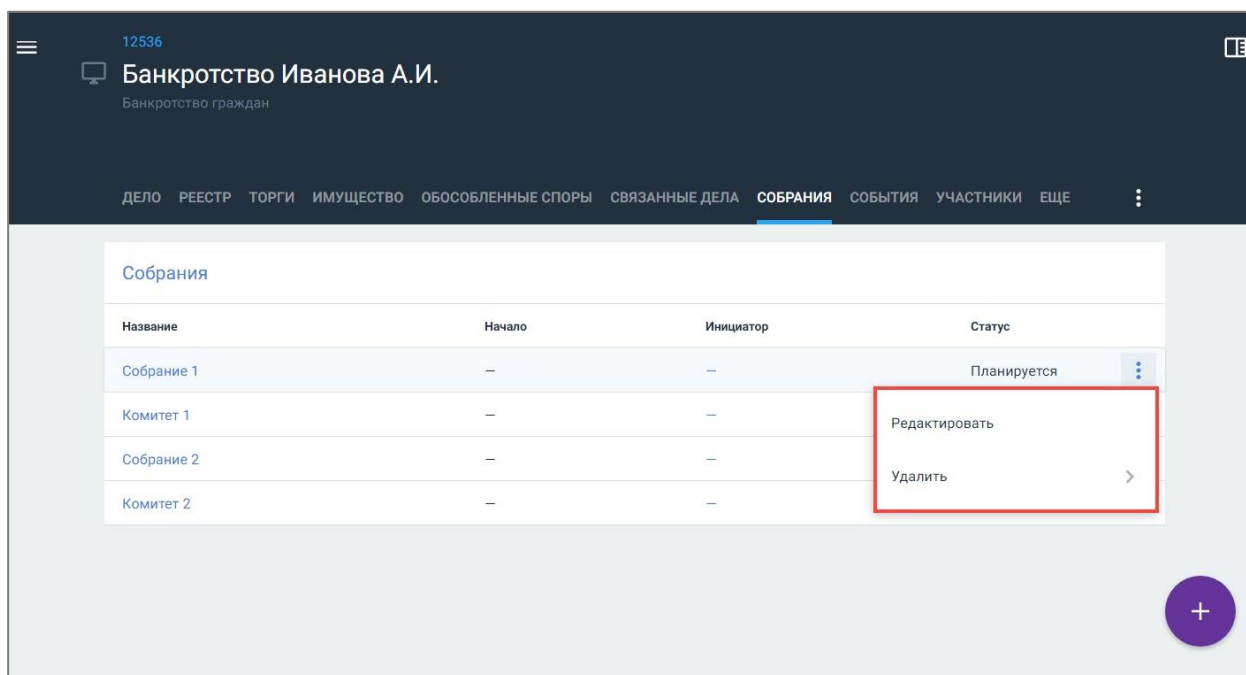 12536
Банкротство Иванова А.И.
Банкротство граждан
ДЕЛО РЕЕСТР ТОРГИ ИМУЩЕСТВО ОБОСОБЛЕННЫЕ СПОРЫ СВЯЗАННЫЕ ДЕЛА СОБРАНИЯ СОБЫТИЯ УЧАСТНИКИ ЕЩЕ
Собрания
Название Начало Инициатор Статус
Собрание 1 — — Планируется
Комитет 1 — —
Редактировать
Собрание 2 — —
Удалить
Комитет 2 — —